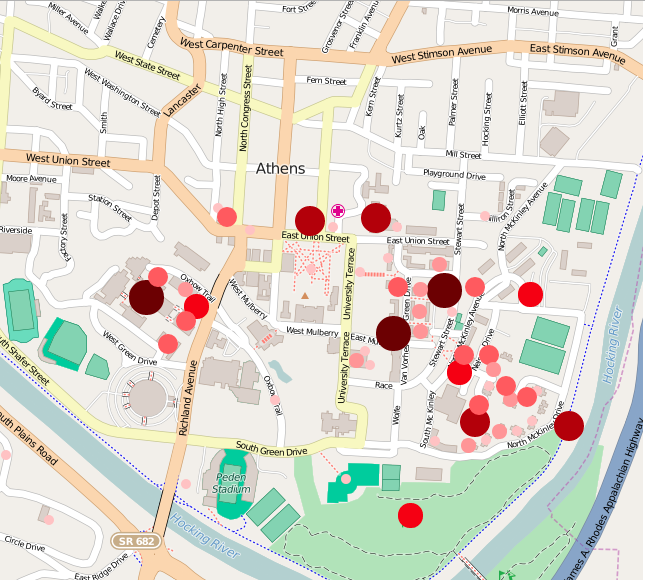 Fort Street
Morris Avenue
Miller Avenue
Wallace Drive
Cemetery
Grosvenor Street
Franklin Avenue
Grant
West Carpenter Street
West Stimson Avenue
East Stimson Avenue
West State Street
West Washington Street
Byard Street
Lancaster
North High Street
North Congress Street
Fern Street
Kern Street
Kurtz Street
Oak
Palmer Street
Hocking Street
Elliott Street
Smith
Mill Street
West Union Street
Athens
Playground Drive
Moore Avenue
Depot Street
Station Street
Stewart Street
North McKinley Avenue
Riverside
Factory Street
East Union Street
East Union Street
Oxbow Trail
West Mulberry
University Terrace
Green Drive
McKinley Avenue
Hocking River
West Mulberry
East Mu
Stewart Street
West Green Drive
Van Vorhes
South Shafer Street
University Terrace
Race
Oxbow Trail
Wolfe
South Mc Kinley
Richland Avenue
North McKinley Drive
South Green Drive
South Plains Road
Peden
Stadium
James A. Rhodes Appalachian Highway
Hocking River
SR 682
Circle Drive
East Ridge Drive